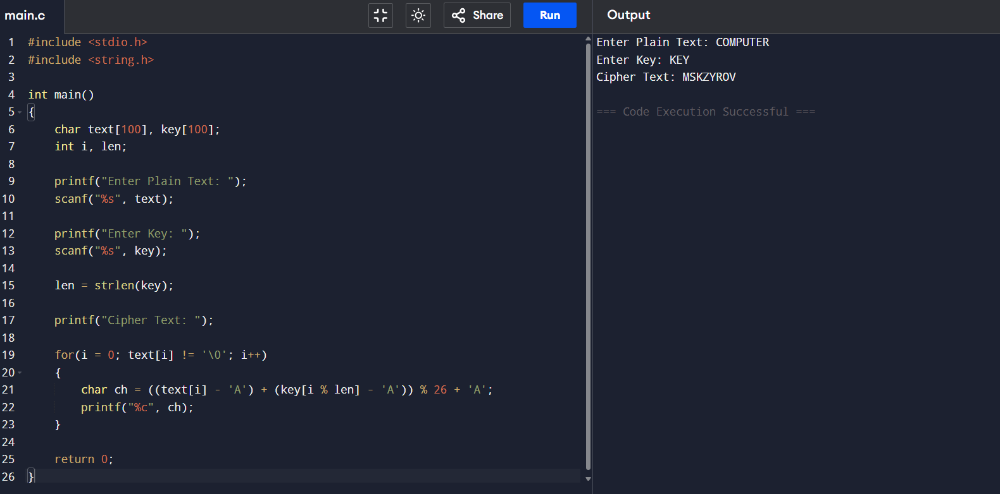 main.c
Share
Run
Output
1 #include <stdio.h>
2 #include <string.h>
3
4 int main()
5 {
6     char text[100], key[100];
7     int i, len;
8
9     printf("Enter Plain Text: ");
10     scanf("%s", text);
11
12     printf("Enter Key: ");
13     scanf("%s", key);
14
15     len = strlen(key);
16
17     printf("Cipher Text: ");
18
19     for(i = 0; text[i] != '\0'; i++)
20     {
21         char ch = ((text[i] - 'A') + (key[i % len] - 'A')) % 26 + 'A';
22         printf("%c", ch);
23     }
24
25     return 0;
26 }
Enter Plain Text: COMPUTER
Enter Key: KEY
Cipher Text: MSKZYROV
=== Code Execution Successful ===